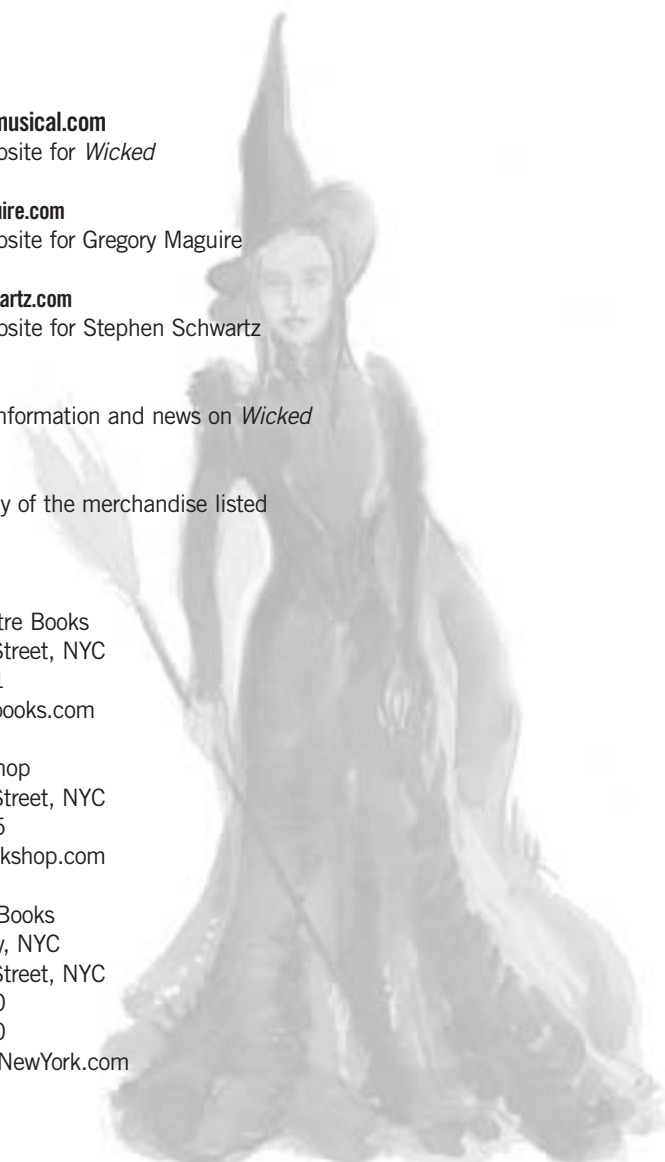 musical.com
bsite for Wicked
uire.com
bsite for Gregory Maguire
artz.com
bsite for Stephen Schwartz
nformation and news on Wicked
y of the merchandise listed
tre Books
Street, NYC
1
ooks.com
hop
Street, NYC
5
kshop.com
Books
y, NYC
Street, NYC
0
0
NewYork.com